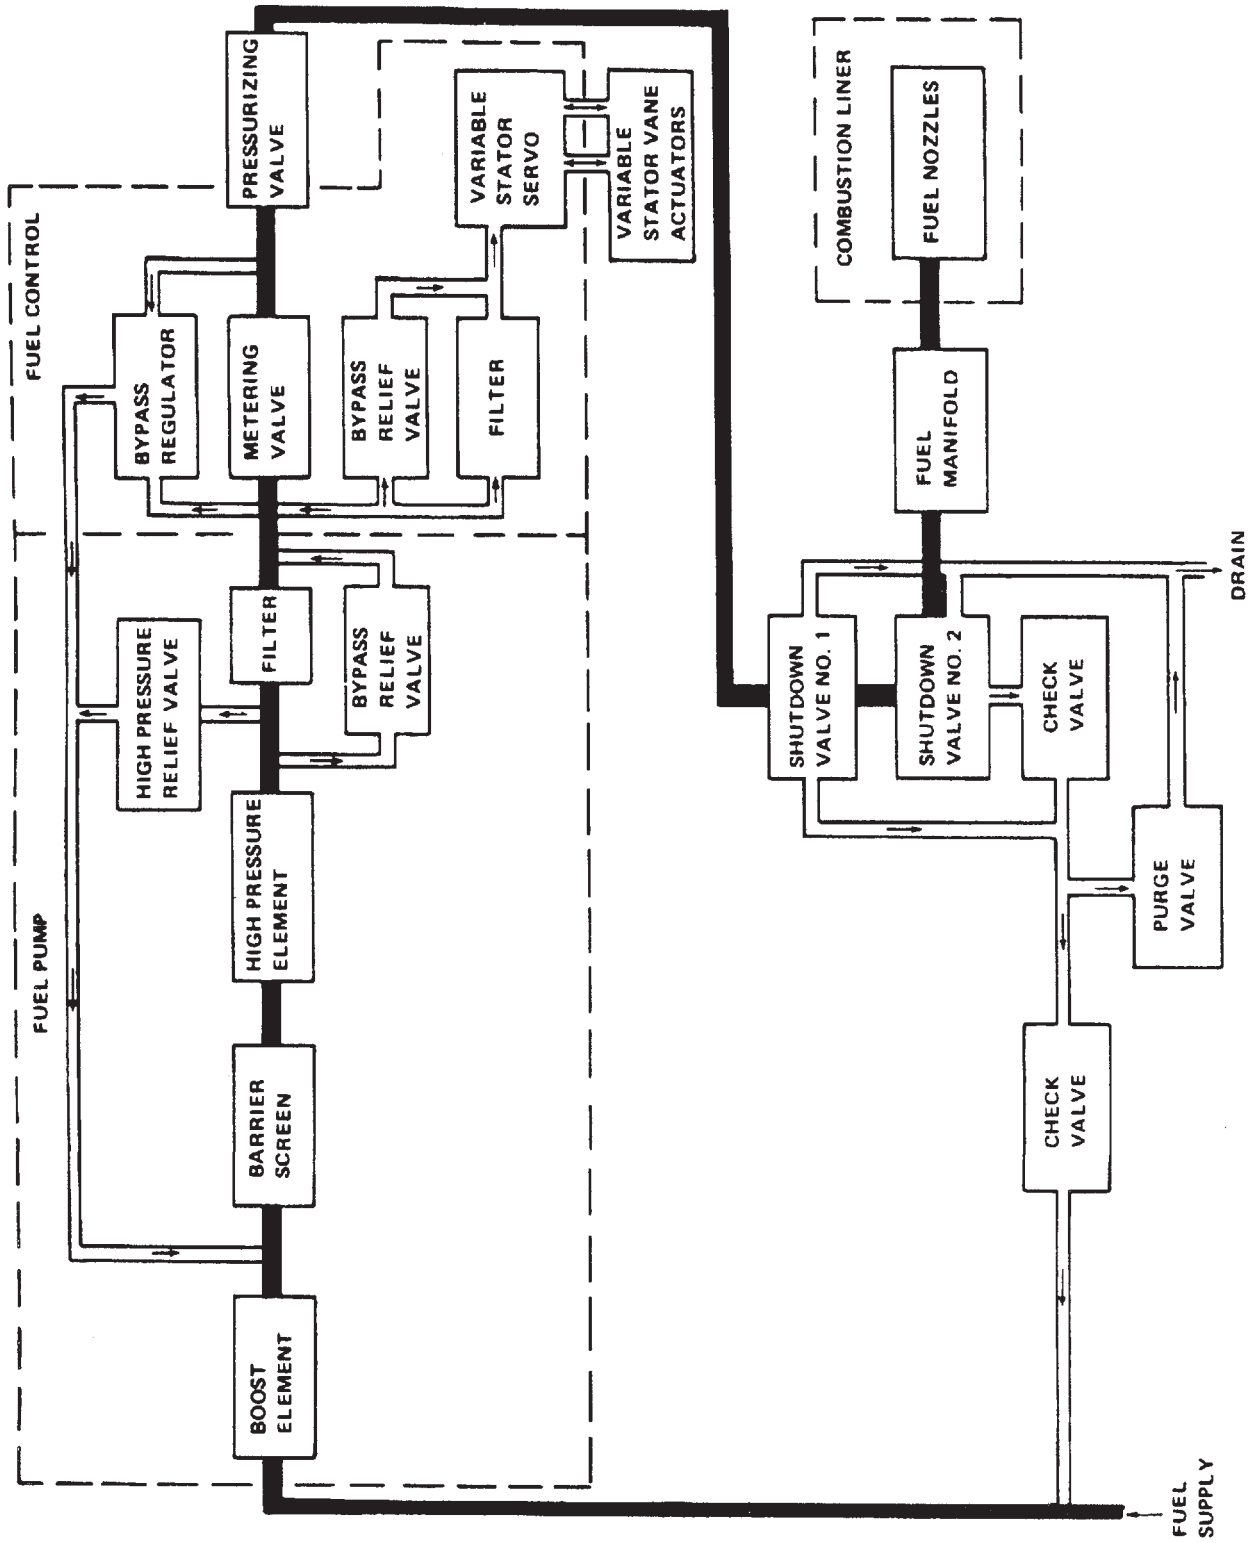 FUEL PUMP
FUEL CONTROL
HIGH PRESSURE
RELIEF VALVE
BYPASS
REGULATOR
BOOST
ELEMENT
BARRIER
SCREEN
HIGH PRESSURE
ELEMENT
FILTER
METERING
VALVE
PRESSURIZING
VALVE
BYPASS
RELIEF
VALVE
BYPASS
RELIEF
VALVE
FILTER
VARIABLE
STATOR
SERVO
VARIABLE
STATOR VANE
ACTUATORS
SHUTDOWN
VALVE NO. 1
SHUTDOWN
VALVE NO. 2
FUEL
MANIFOLD
COMBUSTION LINER
FUEL NOZZLES
CHECK
VALVE
CHECK
VALVE
PURGE
VALVE
FUEL
SUPPLY
DRAIN